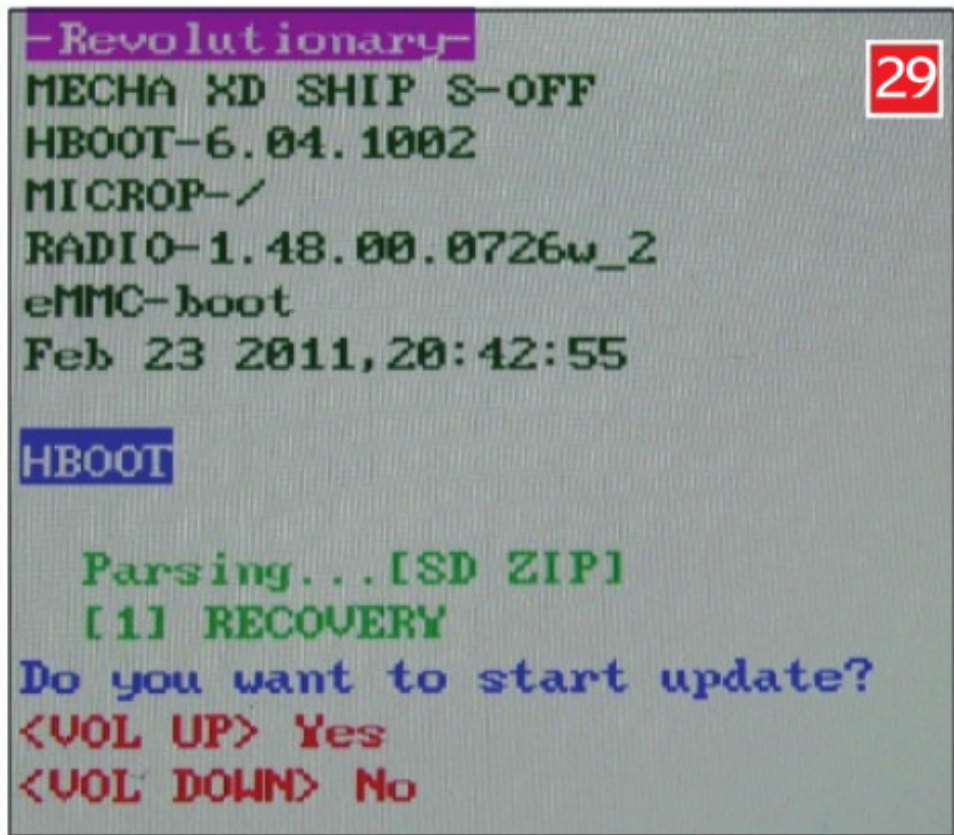 -Revolutionary-
29
MECHA XD SHIP S-OFF
HBOOT-6.04.1002
MICROP-/
RADIO-1.48.00.0726w_2
eMMC-boot
Feb 23 2011,20:42:55
HBOOT
Parsing...[SD ZIP]
[1] RECOVERY
Do you want to start update?
<VOL UP> Yes
<VOL DOWN> No